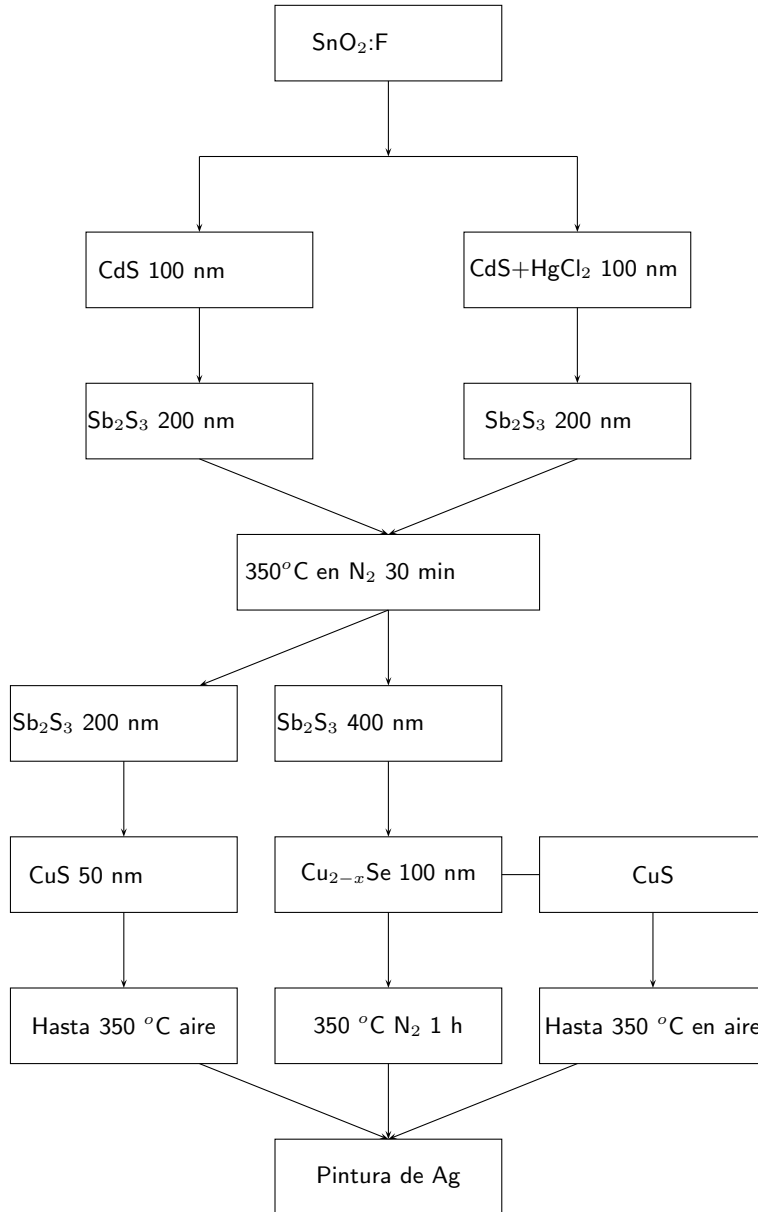 SnO₂:F
CdS 100 nm
CdS+HgCl₂ 100 nm
Sb₂S₃ 200 nm
Sb₂S₃ 200 nm
350°C en N₂ 30 min
Sb₂S₃ 200 nm
Sb₂S₃ 400 nm
CuS 50 nm
Cu₂₋ₓSe 100 nm
CuS
Hasta 350 °C aire
350 °C N₂ 1 h
Hasta 350 °C en aire
Pintura de Ag